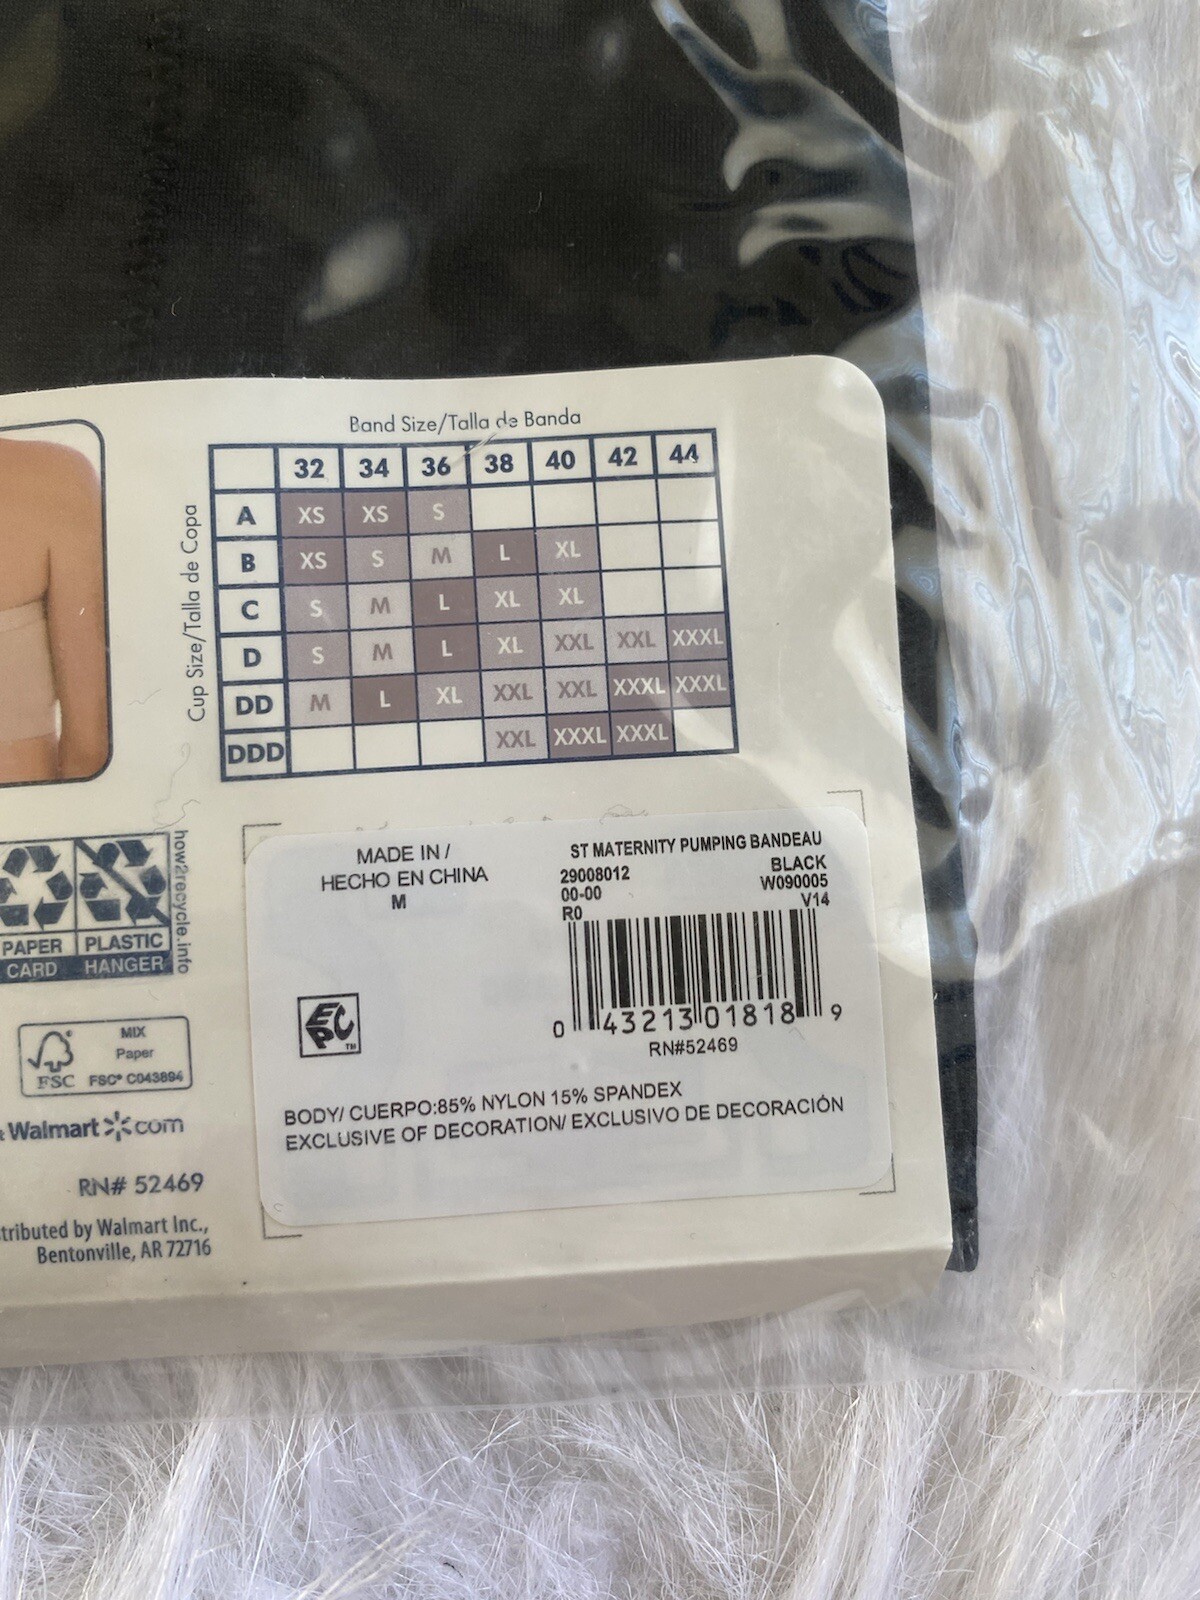 Band Size/Talla de Banda
32 34 36 38 40 42 44
Cup Size/Talla de Copa
A XS XS S
B XS S M L XL
C S M L XL XL
D S M L XL XXL XXL XXXL
DD M L XL XXL XXL XXXL XXXL
DDD XXL XXXL XXXL
how2recycle.info
PAPER PLASTIC
CARD HANGER
MIX
Paper
FSC FSC® C043894
Walmart com
RN# 52469
tributed by Walmart Inc.,
Bentonville, AR 72716
MADE IN /
HECHO EN CHINA
M
ST MATERNITY PUMPING BANDEAU
29008012 BLACK
00-00 W090005
R0 V14
0 43213 01818 9
RN#52469
EPC TM
BODY/ CUERPO:85% NYLON 15% SPANDEX
EXCLUSIVE OF DECORATION/ EXCLUSIVO DE DECORACIÓN